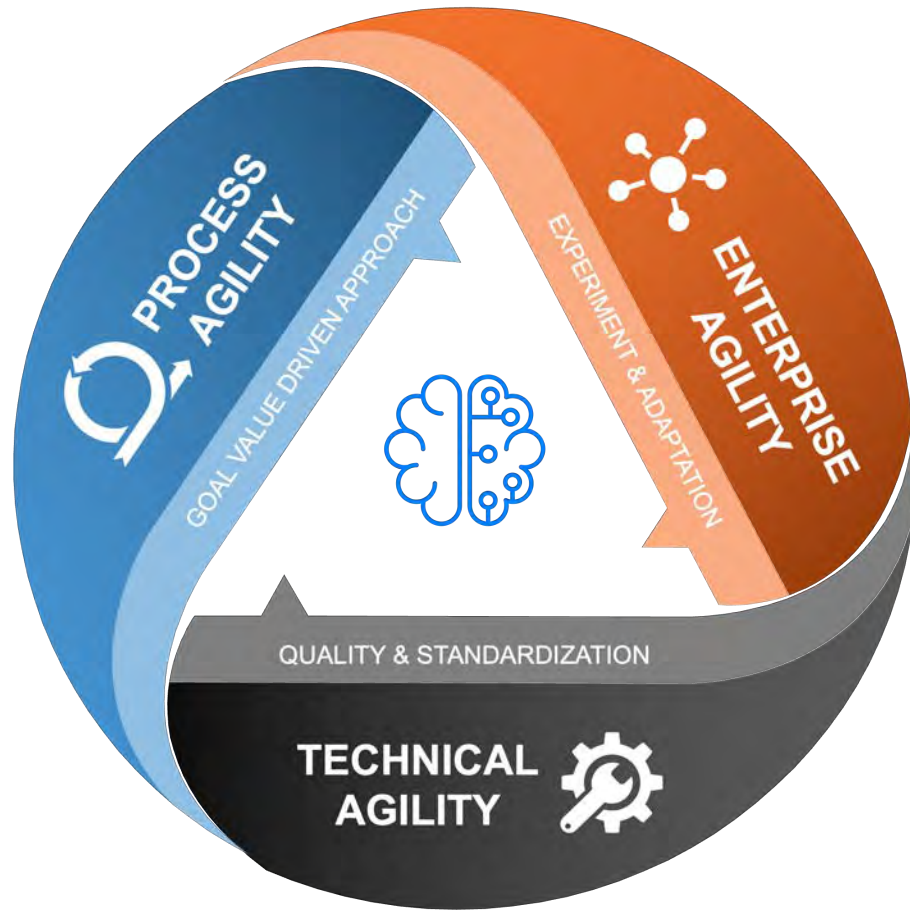 PROCESS
AGILITY
GOAL VALUE DRIVEN APPROACH
ENTERPRISE
AGILITY
EXPERIMENT & ADAPTATION
QUALITY & STANDARDIZATION
TECHNICAL
AGILITY